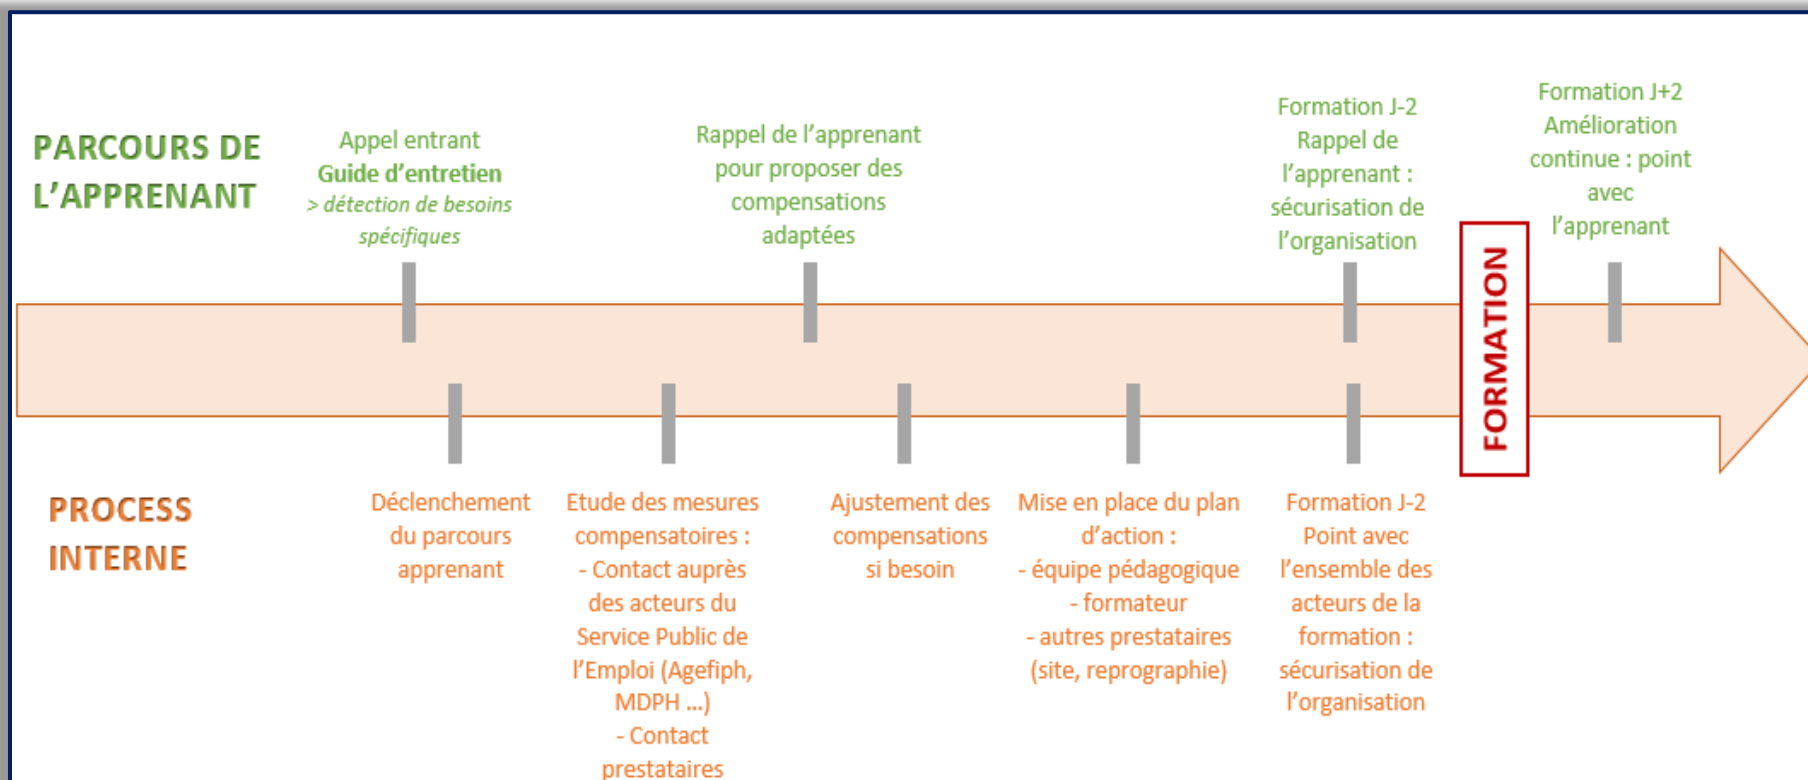 PARCOURS DE
L’APPRENANT
Appel entrant
Guide d’entretien
> détection de besoins
spécifiques
Rappel de l’apprenant
pour proposer des
compensations
adaptées
Formation J-2
Rappel de
l’apprenant :
sécurisation de
l’organisation
Formation J+2
Amélioration
continue : point
avec
l’apprenant
FORMATION
PROCESS
INTERNE
Déclenchement
du parcours
apprenant
Etude des mesures
compensatoires :
- Contact auprès
des acteurs du
Service Public de
l’Emploi (Agefiph,
MDPH ...)
- Contact
prestataires
Ajustement des
compensations
si besoin
Mise en place du plan
d’action :
- équipe pédagogique
- formateur
- autres prestataires
(site, reprographie)
Formation J-2
Point avec
l’ensemble des
acteurs de la
formation :
sécurisation de
l’organisation